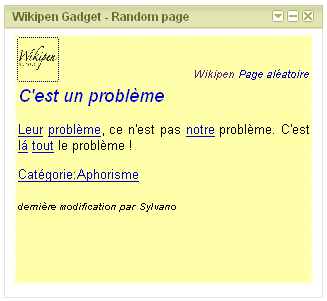 Wikipen Gadget - Random page
Wikipen
Wikipen Page aléatoire
C'est un problème
Leur problème, ce n'est pas notre problème. C'est
là tout le problème !
Catégorie:Aphorisme
dernière modification par Sylvano